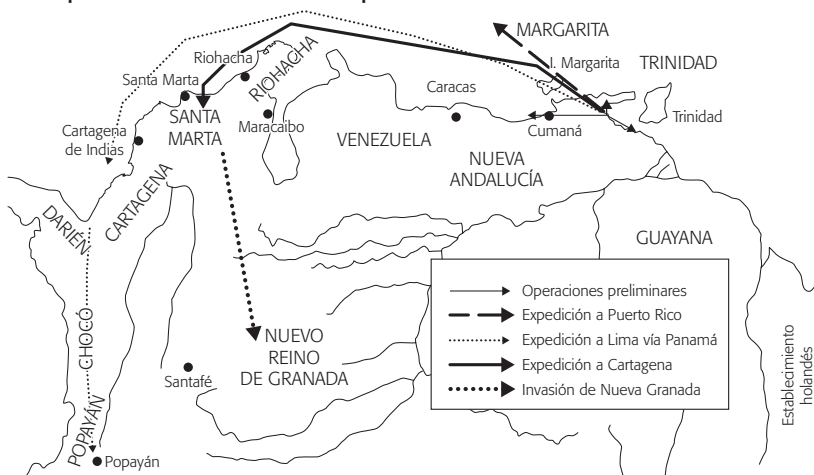 MARGARITA
I. Margarita
TRINIDAD
Trinidad
Riohacha
RIOHACHA
Santa Marta
SANTA
MARTA
Maracaibo
Caracas
Cumaná
Cartagena
de Indias
VENEZUELA
NUEVA
ANDALUCÍA
CARTAGENA
DARIÉN
GUAYANA
CHOCÓ
NUEVO
REINO
DE GRANADA
Santafé
POPAYÁN
Popayán
Operaciones preliminares
Expedición a Puerto Rico
Expedición a Lima vía Panamá
Expedición a Cartagena
Invasión de Nueva Granada
Establecimiento
holandés